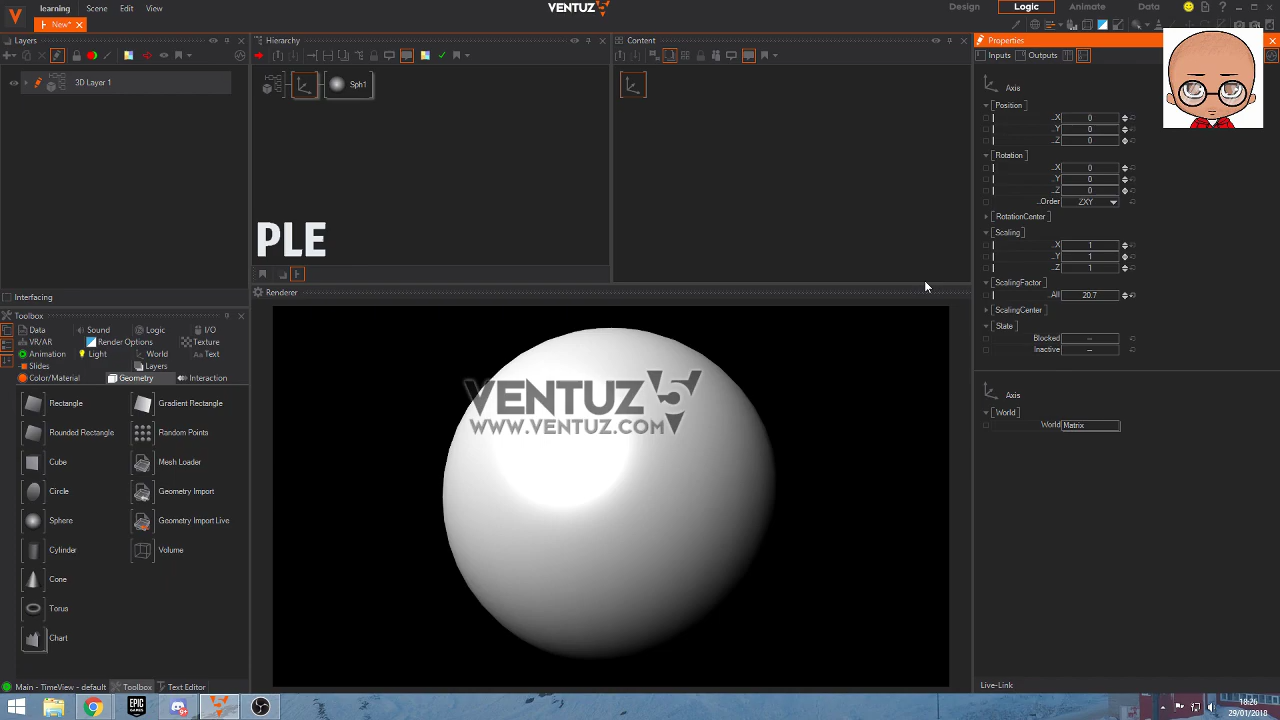 learning Scene Edit View
VENTUZ 5
Design Logic Animate Data
New*
Layers
Hierarchy
Content
Properties
Inputs Outputs
3D Layer 1
Sph1
Axis
Position
X 0
Y 0
Z 0
Rotation
X 0
Y 0
Z 0
Order ZXY
RotationCenter
Scaling
X 1
Y 1
Z 1
ScalingFactor
All 20.7
ScalingCenter
State
Blocked --
Inactive --
PLE
Interfacing
Renderer
Toolbox
Data Sound Logic I/O
VR/AR Render Options Texture
Animation Light World Text
Slides Layers
Color/Material Geometry Interaction
Rectangle Gradient Rectangle
Rounded Rectangle Random Points
Cube Mesh Loader
Circle Geometry Import
Sphere Geometry Import Live
Cylinder Volume
Cone
Torus
Chart
VENTUZ 5
WWW.VENTUZ.COM
Axis
World
World Matrix
Main - TimeView - default Toolbox Text Editor
Live-Link
EPIC GAMES
18:26
29/01/2018